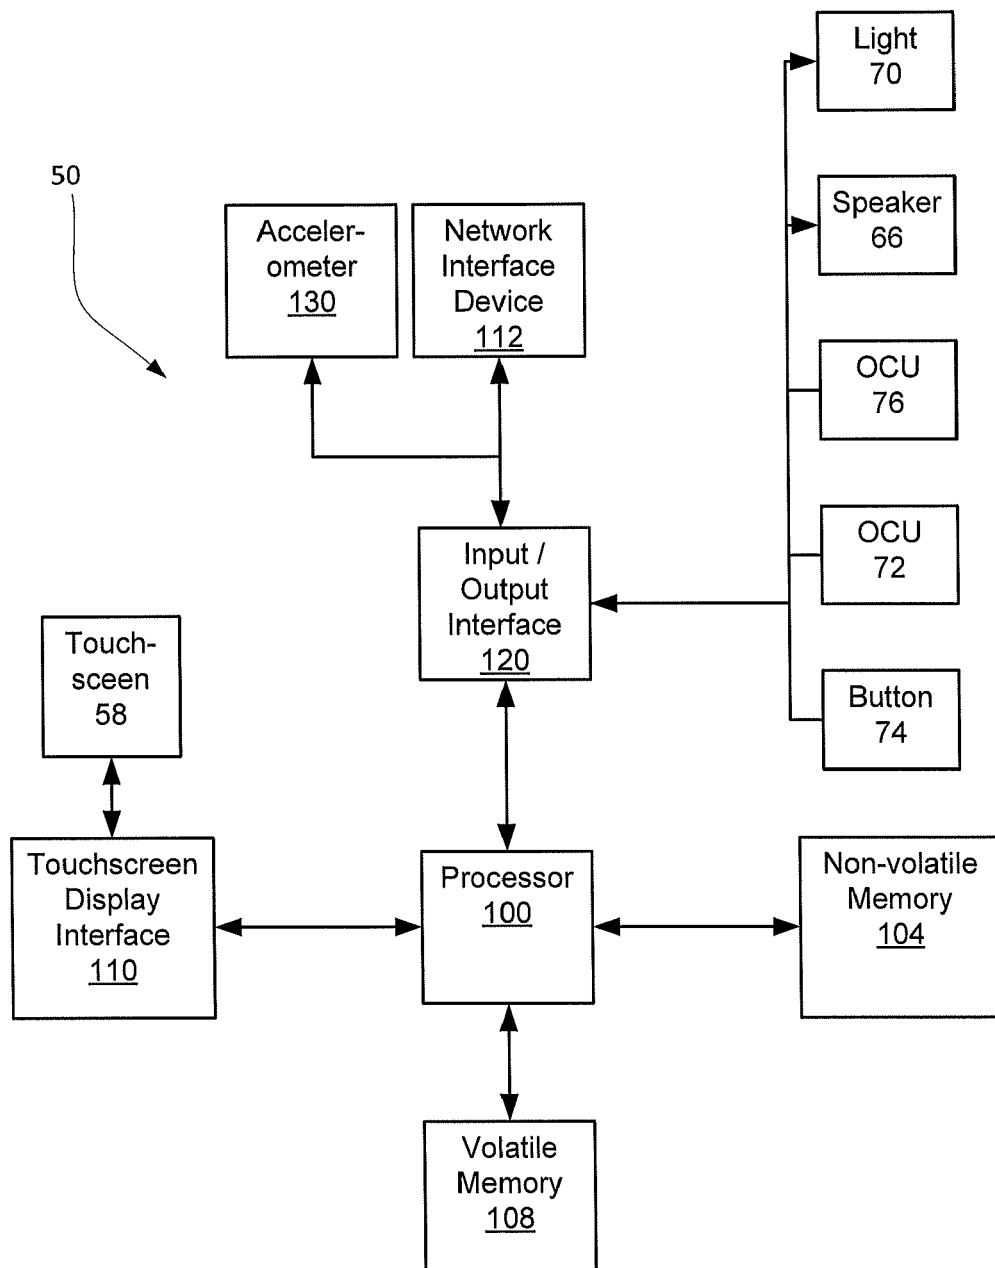 Light
70
50
Acceler-
ometer
130
Network
Interface
Device
112
Speaker
66
OCU
76
Input /
Output
Interface
120
OCU
72
Touch-
sceen
58
Button
74
Touchscreen
Display
Interface
110
Processor
100
Non-volatile
Memory
104
Volatile
Memory
108